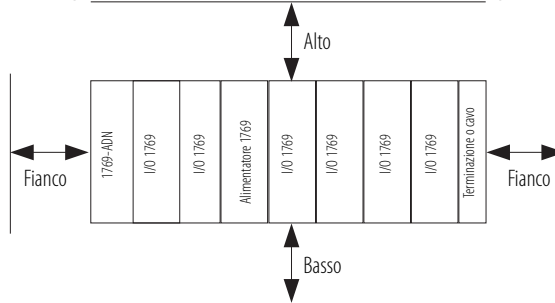 Alto
Fianco
1769-ADN
I/O 1769
I/O 1769
Alimentatore 1769
I/O 1769
I/O 1769
I/O 1769
I/O 1769
Terminazione o cavo
Fianco
Basso